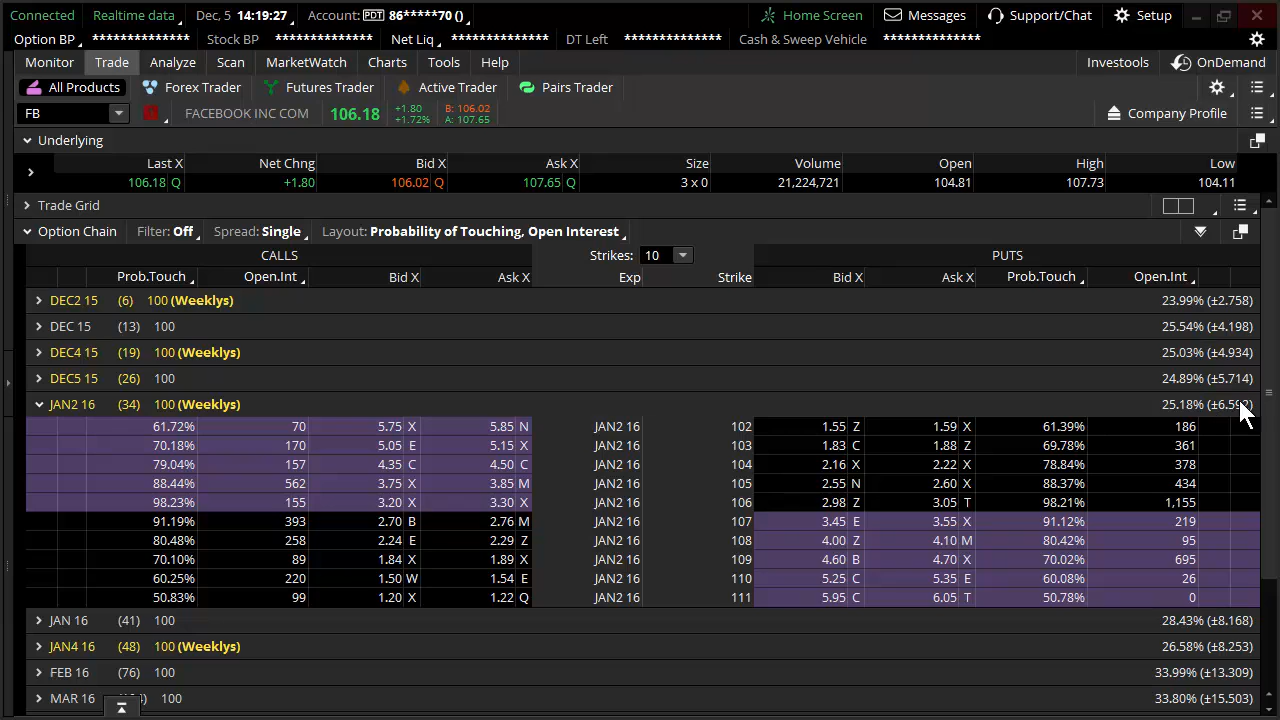 Connected Realtime data Dec, 5 14:19:27 Account: PDT 86*****70 () Home Screen Messages Support/Chat Setup
Option BP ************** Stock BP ************** Net Liq ************** DT Left ************** Cash & Sweep Vehicle **************
Monitor Trade Analyze Scan MarketWatch Charts Tools Help Investools OnDemand
All Products Forex Trader Futures Trader Active Trader Pairs Trader
FB FACEBOOK INC COM 106.18 +1.80 +1.72% B: 106.02 A: 107.65 Company Profile
Underlying
Last X Net Chng Bid X Ask X Size Volume Open High Low
106.18 Q +1.80 106.02 Q 107.65 Q 3 x 0 21,224,721 104.81 107.73 104.11
Trade Grid
Option Chain Filter: Off Spread: Single Layout: Probability of Touching, Open Interest
CALLS Strikes: 10 PUTS
Prob.Touch Open.Int Bid X Ask X Exp Strike Bid X Ask X Prob.Touch Open.Int
DEC2 15 (6) 100 (Weeklys) 23.99% (±2.758)
DEC 15 (13) 100 25.54% (±4.198)
DEC4 15 (19) 100 (Weeklys) 25.03% (±4.934)
DEC5 15 (26) 100 24.89% (±5.714)
JAN2 16 (34) 100 (Weeklys) 25.18%
61.72% 70 5.75 X 5.85 N JAN2 16 102 1.55 Z 1.59 X 61.39% 186
70.18% 170 5.05 E 5.15 X JAN2 16 103 1.83 C 1.88 Z 69.78% 361
79.04% 157 4.35 C 4.50 C JAN2 16 104 2.16 X 2.22 X 78.84% 378
88.44% 562 3.75 X 3.85 M JAN2 16 105 2.55 N 2.60 X 88.37% 434
98.23% 155 3.20 X 3.30 X JAN2 16 106 2.98 Z 3.05 T 98.21% 1,155
91.19% 393 2.70 B 2.76 M JAN2 16 107 3.45 E 3.55 X 91.12% 219
80.48% 258 2.24 E 2.29 Z JAN2 16 108 4.00 Z 4.10 M 80.42% 95
70.10% 89 1.84 X 1.89 X JAN2 16 109 4.60 B 4.70 X 70.02% 695
60.25% 220 1.50 W 1.54 E JAN2 16 110 5.25 C 5.35 E 60.08% 26
50.83% 99 1.20 X 1.22 Q JAN2 16 111 5.95 C 6.05 T 50.78% 0
JAN 16 (41) 100 28.43% (±8.168)
JAN4 16 (48) 100 (Weeklys) 26.58% (±8.253)
FEB 16 (76) 100 33.99% (±13.309)
MAR 16 100 33.80% (±15.503)